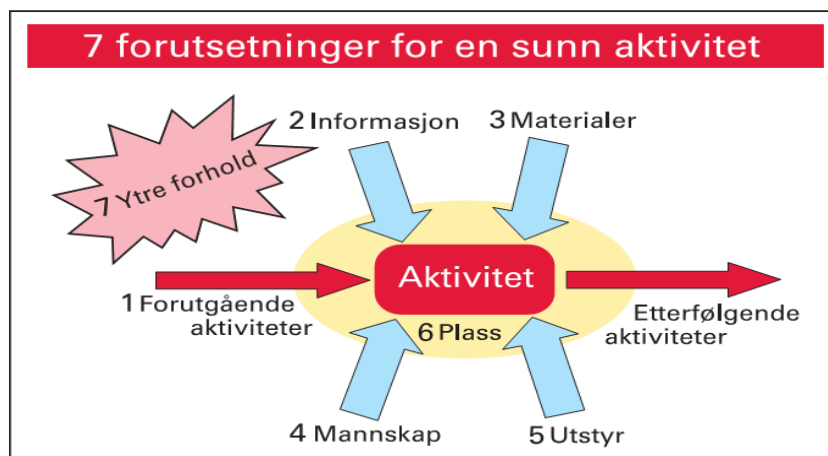 7 forutsetninger for en sunn aktivitet
2 Informasjon
3 Materialer
7 Ytre forhold
Aktivitet
1 Forutgående
aktiviteter
6 Plass
Etterfølgende
aktiviteter
4 Mannskap
5 Utstyr